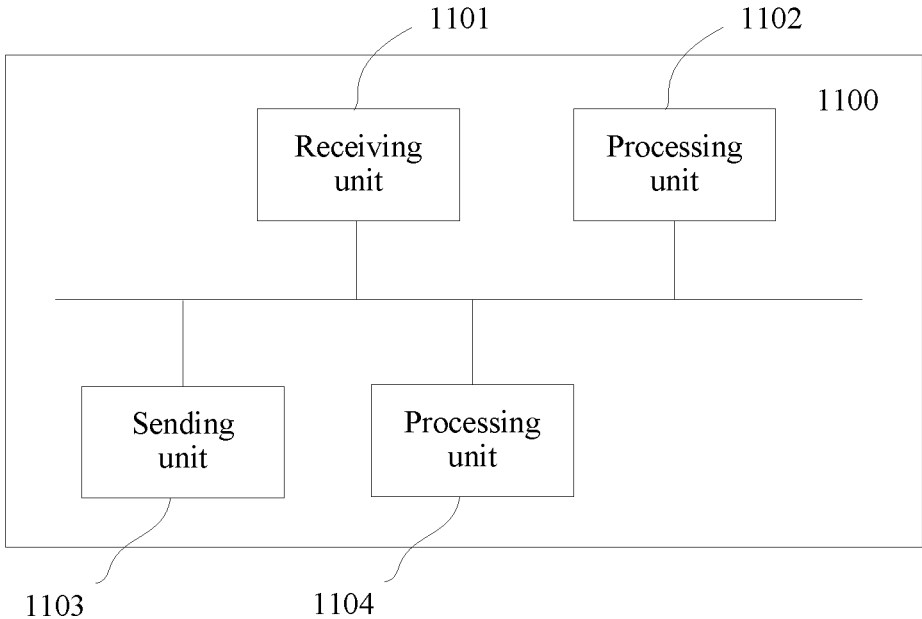 1101
1102
1100
Receiving
unit
Processing
unit
Sending
unit
Processing
unit
1103
1104